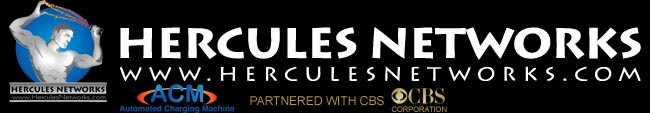 HERCULES NETWORKS
WWW.HERCULESNETWORKS.COM
HERCULES NETWORKS
www.HerculesNetworks.com
ACM
Automated Charging Machine
PARTNERED WITH CBS
CBS
CORPORATION